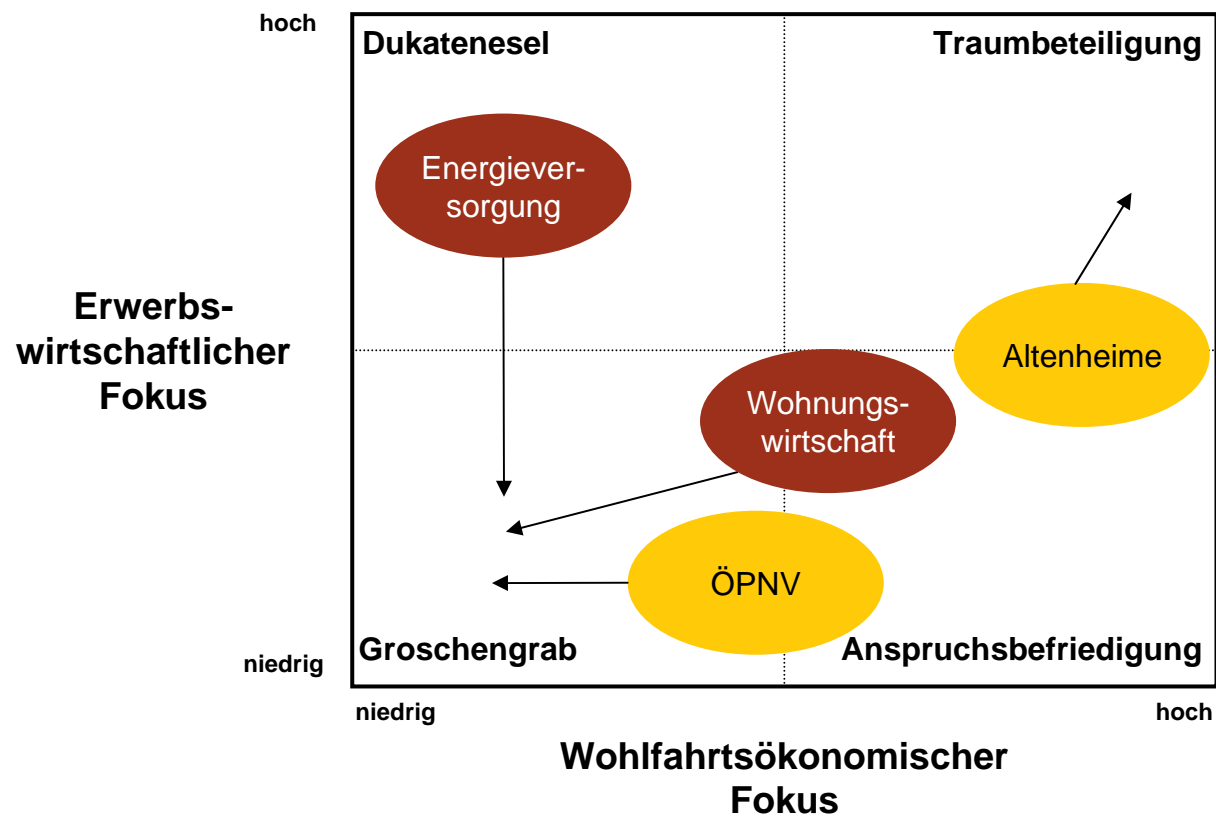 hoch
Dukatenesel
Traumbeteiligung
Energiever-
sorgung
Erwerbs-
wirtschaftlicher
Fokus
Altenheime
Wohnungs-
wirtschaft
ÖPNV
Groschengrab
Anspruchsbefriedigung
niedrig
niedrig
hoch
Wohlfahrtsökonomischer
Fokus